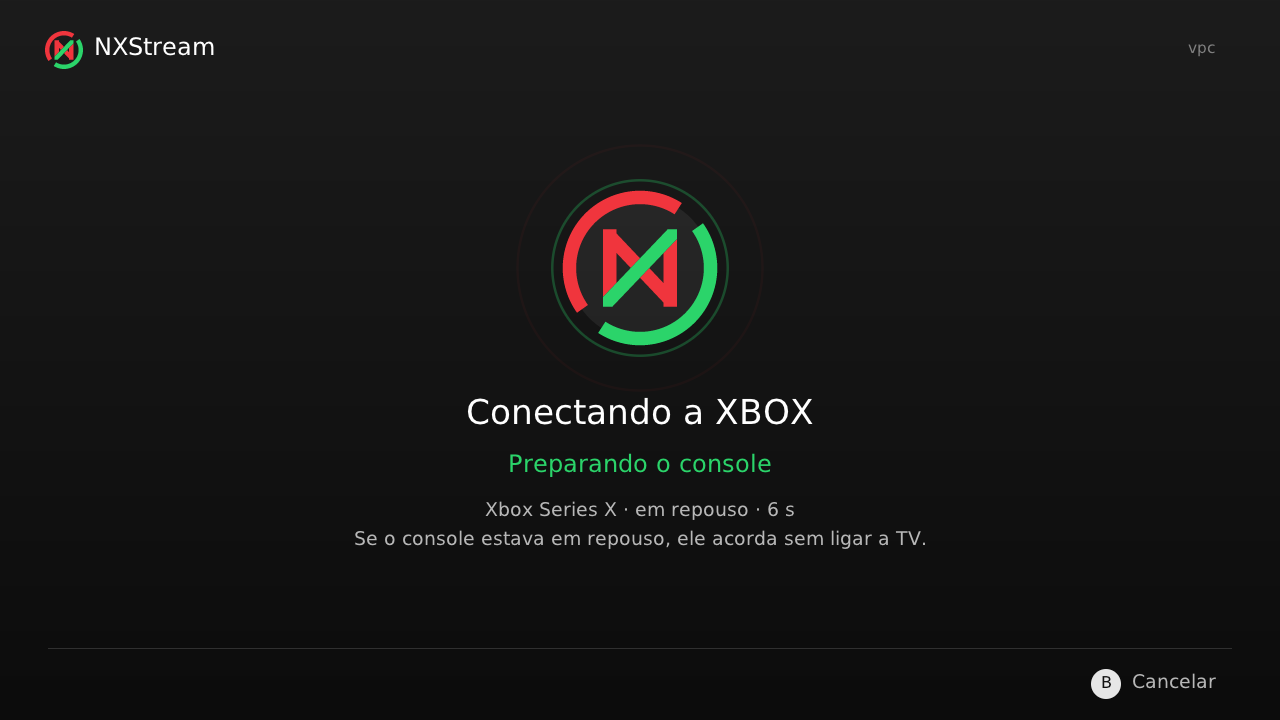 NXStream
vpc
Conectando a XBOX
Preparando o console
Xbox Series X · em repouso · 6 s
Se o console estava em repouso, ele acorda sem ligar a TV.
B Cancelar